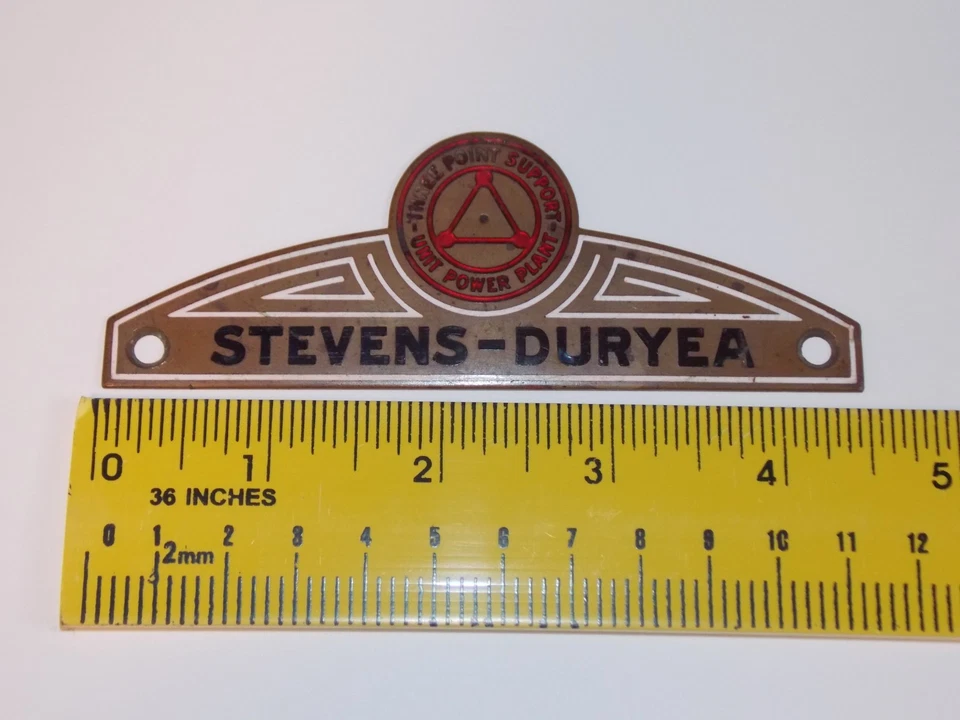 THREE POINT SUPPORT
- UNIT POWER PLANT -
STEVENS-DURYEA
0 1 2 3 4 5
36 INCHES
0 1 2 3 4 5 6 7 8 9 10 11 12
2mm